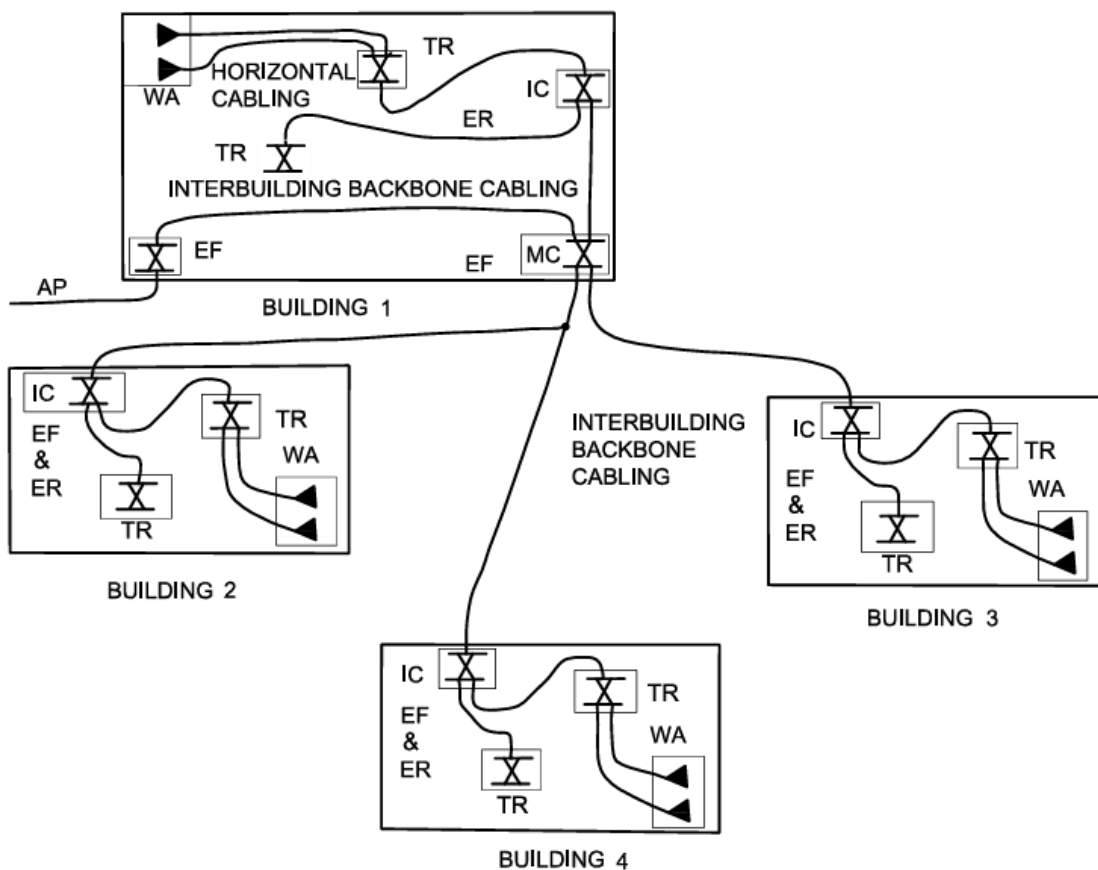 TR
HORIZONTAL
CABLING
WA
IC
ER
TR
INTERBUILDING BACKBONE CABLING
EF
MC
EF
AP
BUILDING 1
IC
EF
&
ER
TR
WA
TR
BUILDING 2
INTERBUILDING
BACKBONE
CABLING
IC
EF
&
ER
TR
WA
TR
BUILDING 3
IC
EF
&
ER
TR
WA
TR
BUILDING 4